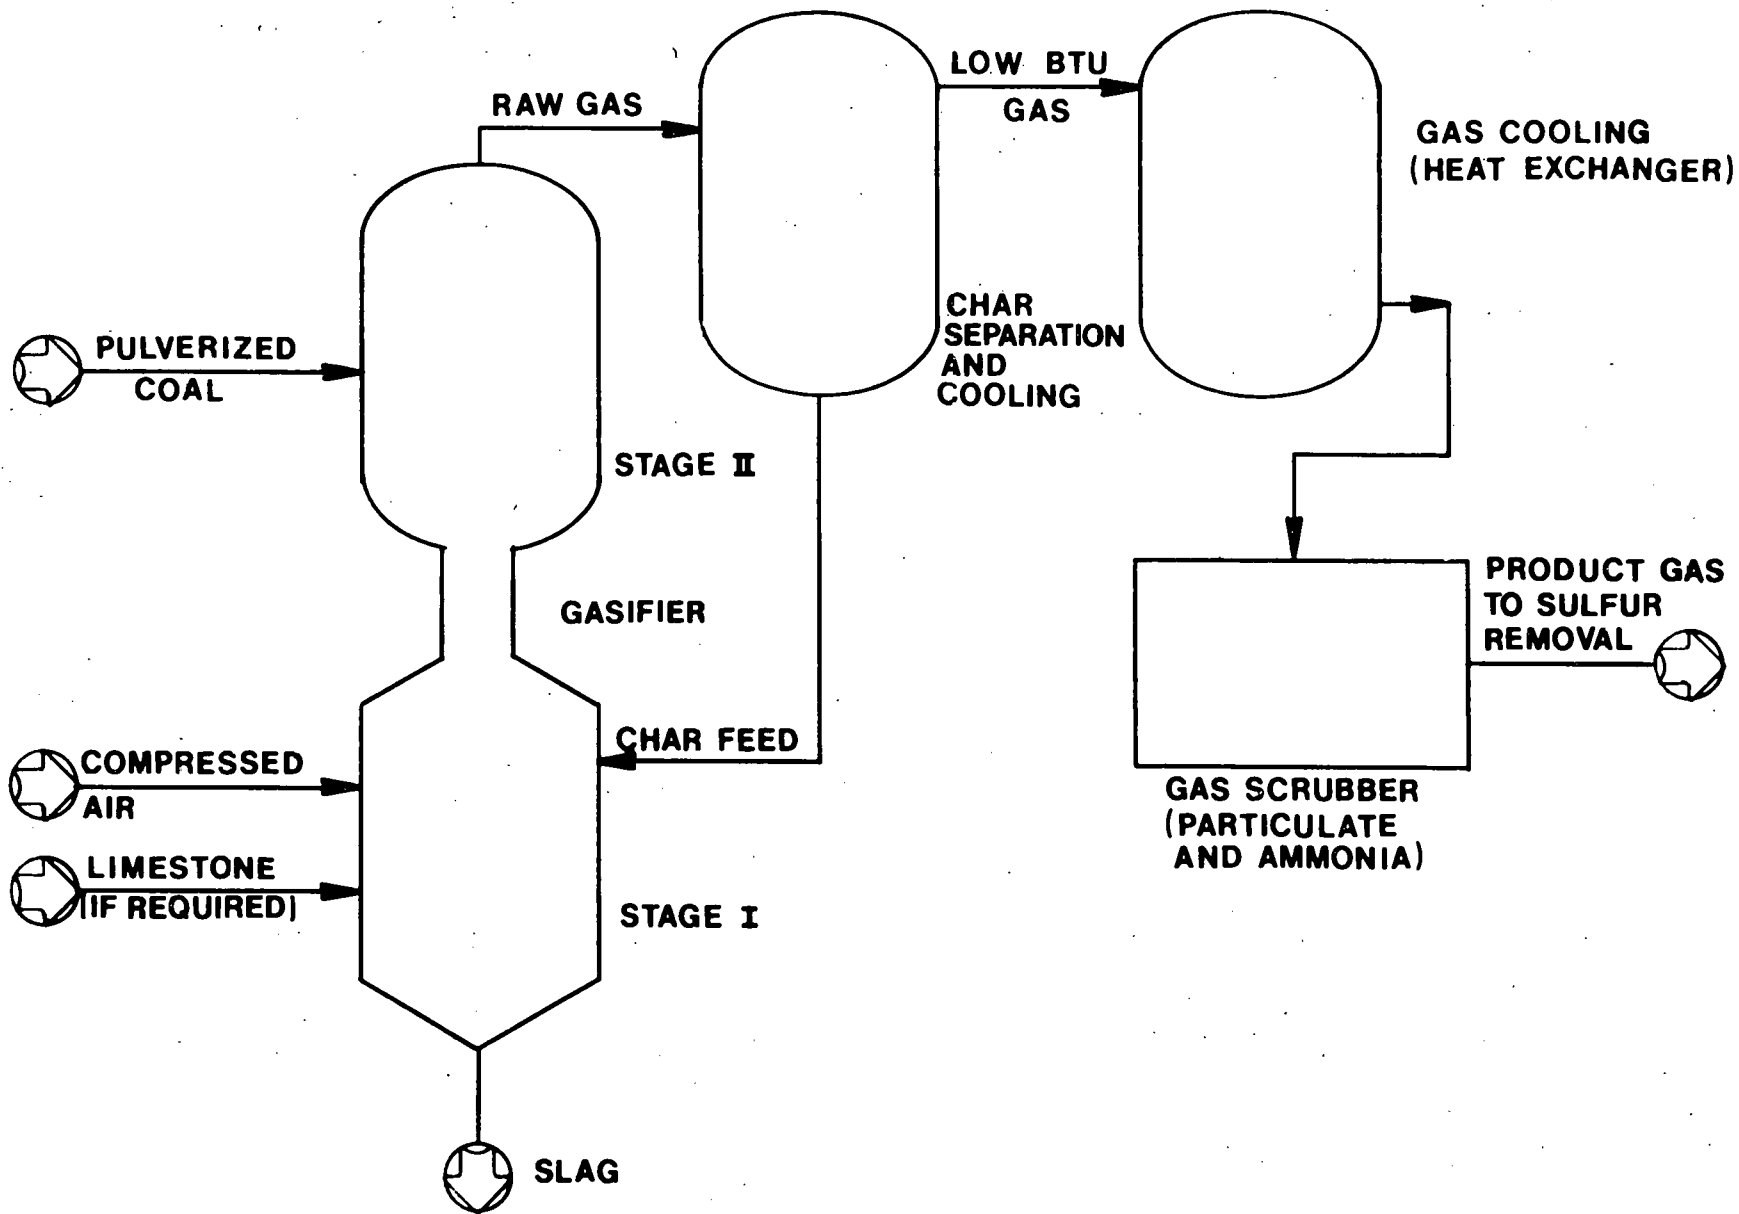 RAW GAS
LOW BTU
GAS
GAS COOLING
(HEAT EXCHANGER)
PULVERIZED
COAL
CHAR
SEPARATION
AND
COOLING
STAGE II
GASIFIER
PRODUCT GAS
TO SULFUR
REMOVAL
CHAR FEED
COMPRESSED
AIR
GAS SCRUBBER
(PARTICULATE
AND AMMONIA)
LIMESTONE
(IF REQUIRED)
STAGE I
SLAG